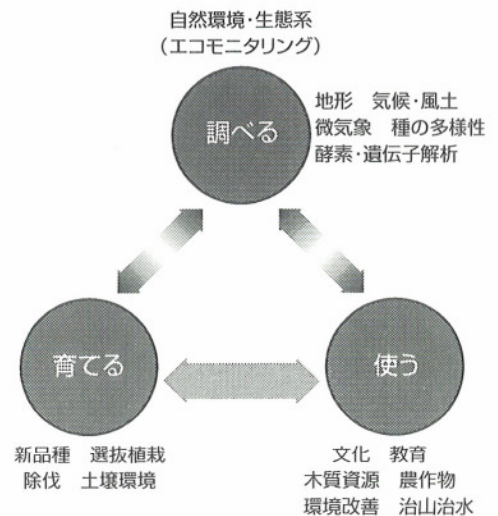 自然環境・生態系
(エコモニタリング)
調べる
地形　気候・風土
微気象　種の多様性
酵素・遺伝子解析
育てる
新品種　選抜植栽
除伐　土壌環境
使う
文化　教育
木質資源　農作物
環境改善　治山治水